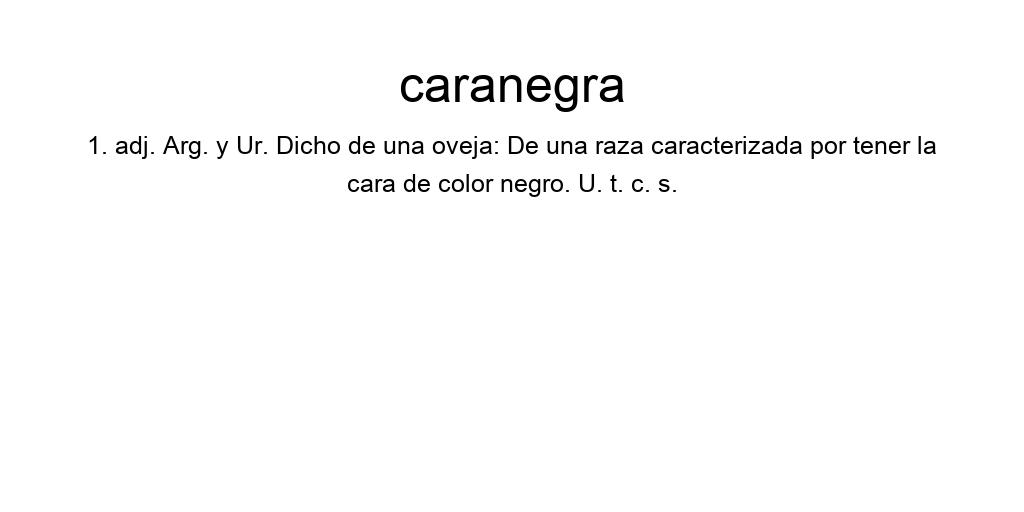 caranegra
1. adj. Arg. y Ur. Dicho de una oveja: De una raza caracterizada por tener la
cara de color negro. U. t. c. s.